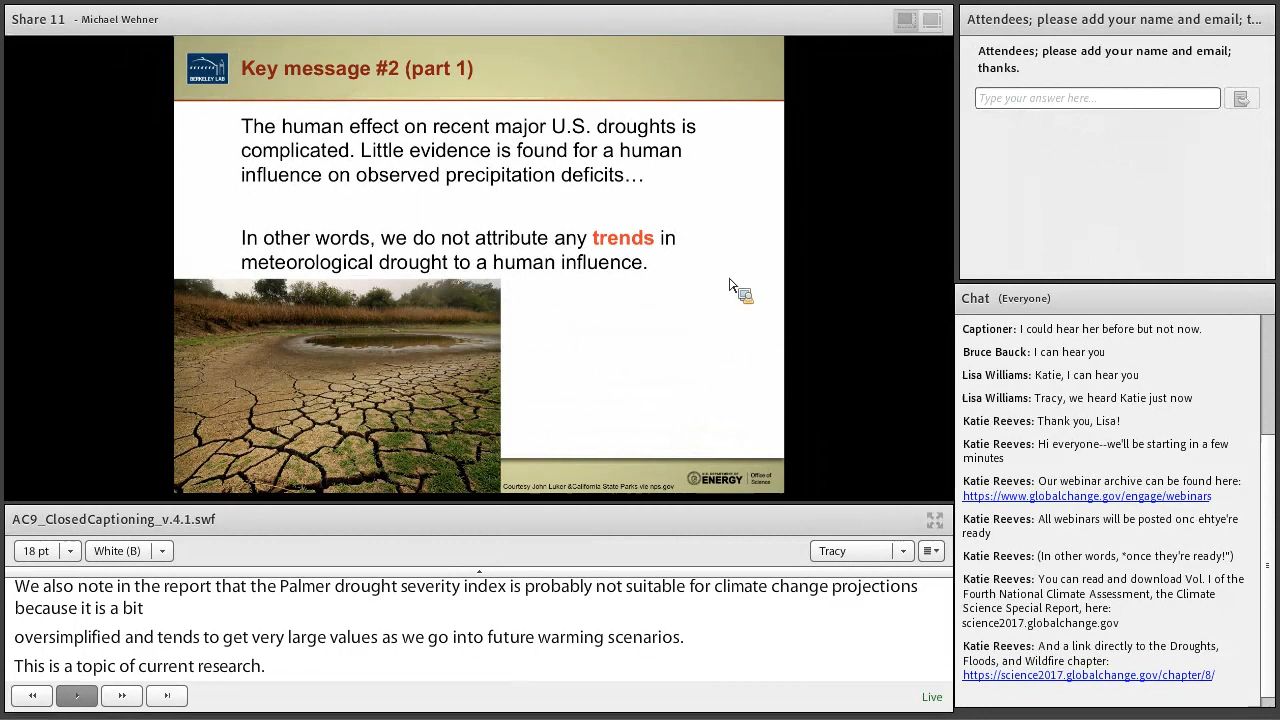 Share 11 - Michael Wehner
BERKELEY LAB
Key message #2 (part 1)
The human effect on recent major U.S. droughts is
complicated. Little evidence is found for a human
influence on observed precipitation deficits…
In other words, we do not attribute any trends in
meteorological drought to a human influence.
U.S. DEPARTMENT OF
ENERGY
Office of
Science
Courtesy John Luker &California State Parks vie nps.gov
AC9_ClosedCaptioning_v.4.1.swf
18 pt
White (B)
Tracy
We also note in the report that the Palmer drought severity index is probably not suitable for climate change projections
because it is a bit
oversimplified and tends to get very large values as we go into future warming scenarios.
This is a topic of current research.
Live
Attendees; please add your name and email; t...
Attendees; please add your name and email;
thanks.
Type your answer here...
Chat (Everyone)
Captioner: I could hear her before but not now.
Bruce Bauck: I can hear you
Lisa Williams: Katie, I can hear you
Lisa Williams: Tracy, we heard Katie just now
Katie Reeves: Thank you, Lisa!
Katie Reeves: Hi everyone--we'll be starting in a few
minutes
Katie Reeves: Our webinar archive can be found here:
https://www.globalchange.gov/engage/webinars
Katie Reeves: All webinars will be posted onc ehtye're
ready
Katie Reeves: (In other words, *once they're ready!")
Katie Reeves: You can read and download Vol. I of the
Fourth National Climate Assessment, the Climate
Science Special Report, here:
science2017.globalchange.gov
Katie Reeves: And a link directly to the Droughts,
Floods, and Wildfire chapter:
https://science2017.globalchange.gov/chapter/8/